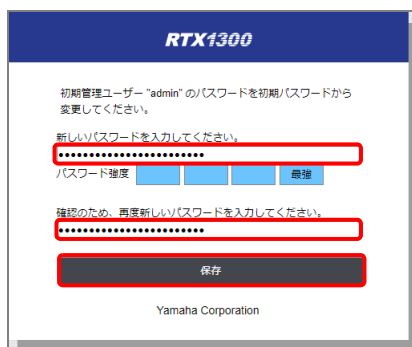 RTX1300
初期管理ユーザー "admin" のパスワードを初期パスワードから
変更してください。
新しいパスワードを入力してください。
••••••••••••••••••••••••
パスワード強度 最強
確認のため、再度新しいパスワードを入力してください。
••••••••••••••••••••••••
保存
Yamaha Corporation